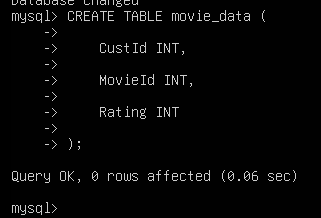 Database changed
mysql> CREATE TABLE movie_data (
    ->
    ->     CustId INT,
    ->
    ->     MovieId INT,
    ->
    ->     Rating INT
    ->
    -> );
Query OK, 0 rows affected (0.06 sec)
mysql>